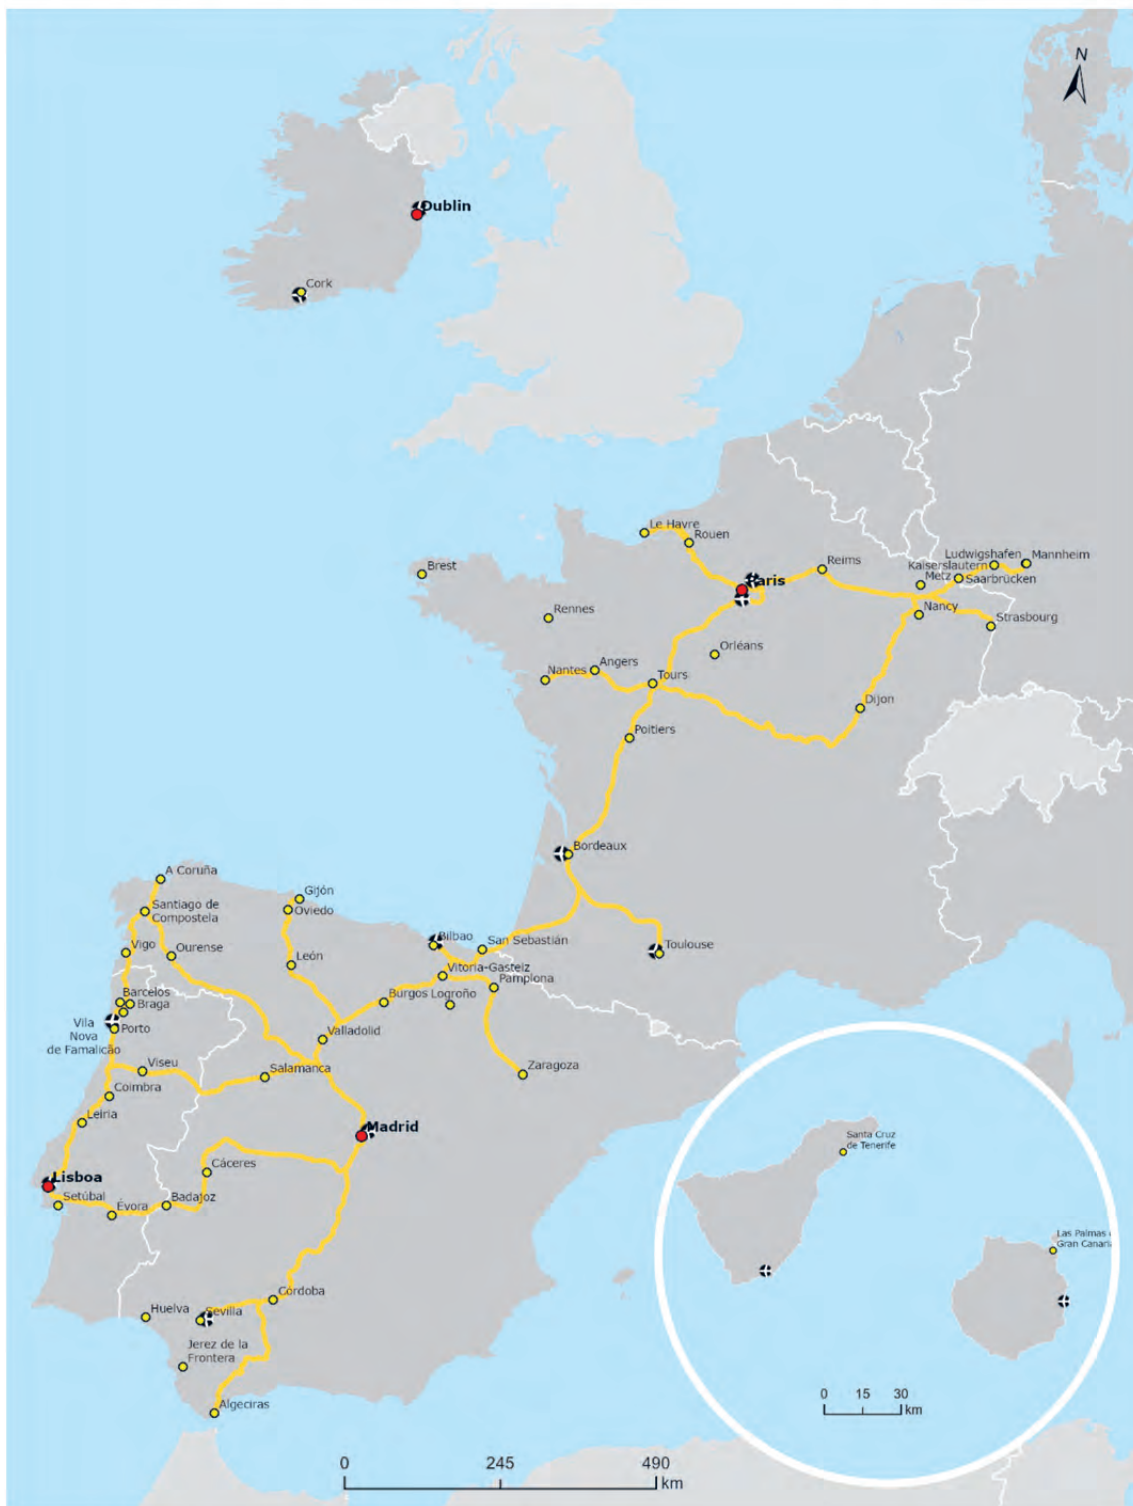 N
Dublin
Cork
Le Havre
Rouen
Reims
Ludwigshafen
Mannheim
Kaiserslautern
Metz
Saarbrücken
Brest
Paris
Nancy
Rennes
Strasbourg
Orléans
Nantes
Angers
Tours
Dijon
Poitiers
Bordeaux
A Coruña
Gijón
Santiago de
Compostela
Oviedo
Bilbao
San Sebastián
Toulouse
Vigo
Ourense
León
Vitoria-Gasteiz
Pamplona
Barcelos
Braga
Burgos
Logroño
Vila
Nova
de Famalicão
Porto
Valladolid
Viseu
Salamanca
Zaragoza
Coimbra
Leiria
Madrid
Santa Cruz
de Tenerife
Lisboa
Cáceres
Setúbal
Évora
Badajoz
Las Palmas
Gran Canaria
Córdoba
Huelva
Sevilla
Jerez de la
Frontera
Algeciras
0 15 30
km
0 245 490
km